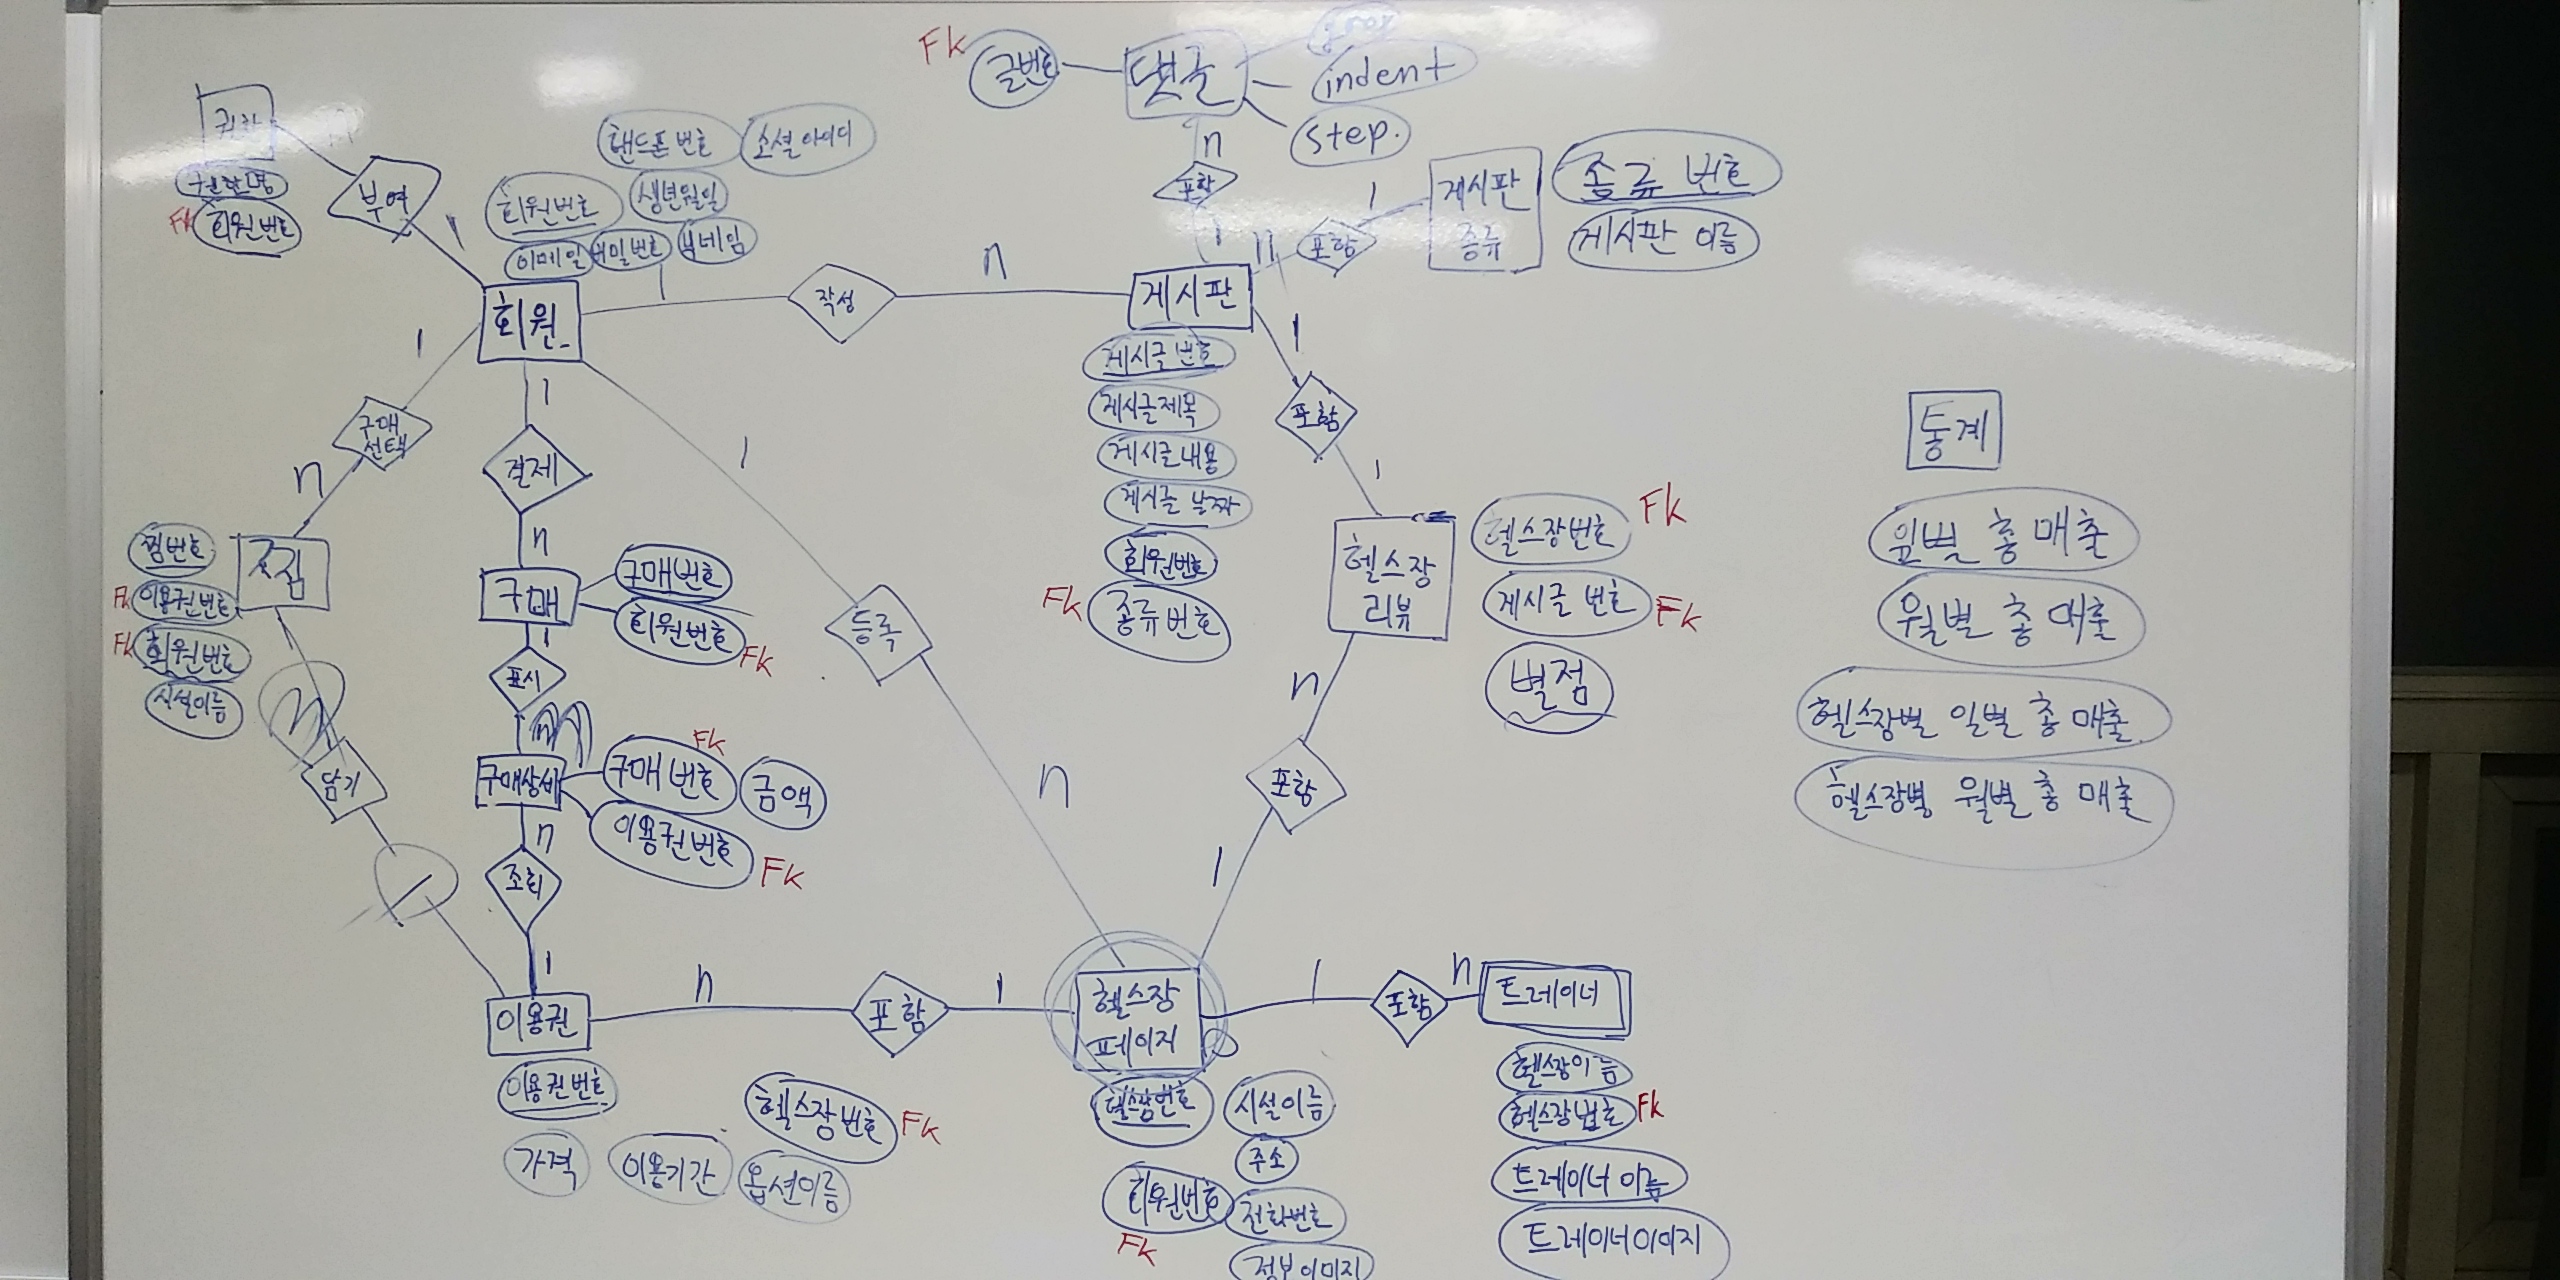 Fk
글번호
댓글
indent
step.
n
포함
1
권한명
Fk
회원번호
부여
1
핸드폰 번호
소셜아이디
회원번호
생년월일
이메일
비밀번호
닉네임
회원
작성
n
게시판
n
포함
1
게시판
종류
종류 번호
게시판 이름
게시글 번호
게시글제목
게시글내용
게시글 날짜
회원번호
Fk
종류번호
1
포함
1
헬스장
리뷰
헬스장번호
Fk
게시글 번호
Fk
별점
통계
일별 총 매출
월별 총 매출
헬스장별 일별 총 매출
헬스장별 월별 총 매출
1
구매
선택
n
찜번호
Fk
이용권번호
Fk
회원번호
시설이름
담기
1
결제
n
구매
구매번호
회원번호
Fk
1
표시
구매상세
Fk
구매 번호
금액
이용권번호
Fk
n
조회
1
1
등록
n
n
포함
1
이용권
n
포함
1
헬스장
페이지
1
포함
n
트레이너
이용권번호
가격
이용기간
헬스장번호
Fk
옵션이름
헬스장번호
시설이름
주소
회원번호
Fk
전화번호
정보이미지
헬스장이름
헬스장번호
Fk
트레이너 이름
트레이너이미지